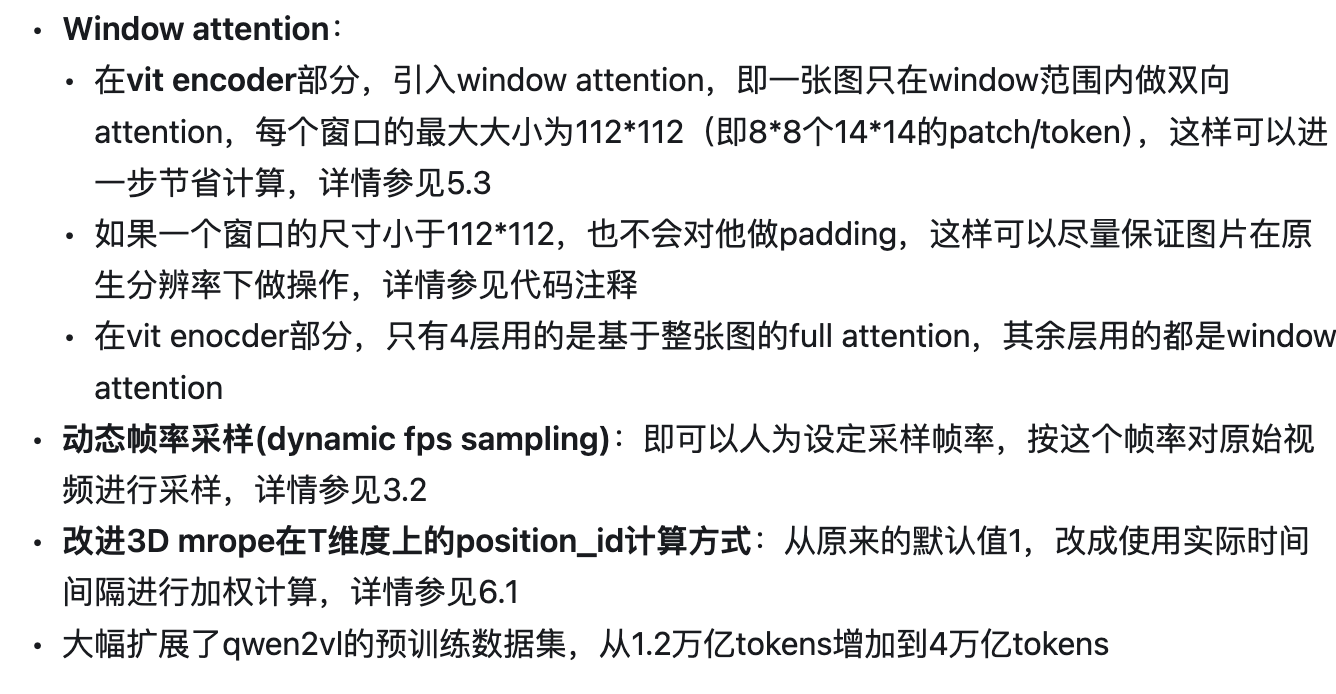 • Window attention：
• 在vit encoder部分，引入window attention，即一张图只在window范围内做双向
attention，每个窗口的最大大小为112*112（即8*8个14*14的patch/token），这样可以进
一步节省计算，详情参见5.3
• 如果一个窗口的尺寸小于112*112，也不会对他做padding，这样可以尽量保证图片在原
生分辨率下做操作，详情参见代码注释
• 在vit enocder部分，只有4层用的是基于整张图的full attention，其余层用的都是window
attention
• 动态帧率采样(dynamic fps sampling)：即可以人为设定采样帧率，按这个帧率对原始视
频进行采样，详情参见3.2
• 改进3D mrope在T维度上的position_id计算方式：从原来的默认值1，改成使用实际时间
间隔进行加权计算，详情参见6.1
• 大幅扩展了qwen2vl的预训练数据集，从1.2万亿tokens增加到4万亿tokens